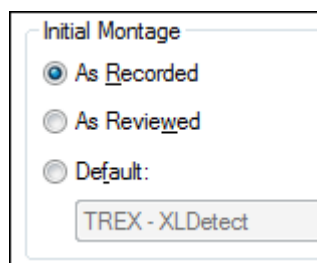 Initial Montage
As Recorded
As Reviewed
Default:
TREX - XLDetect